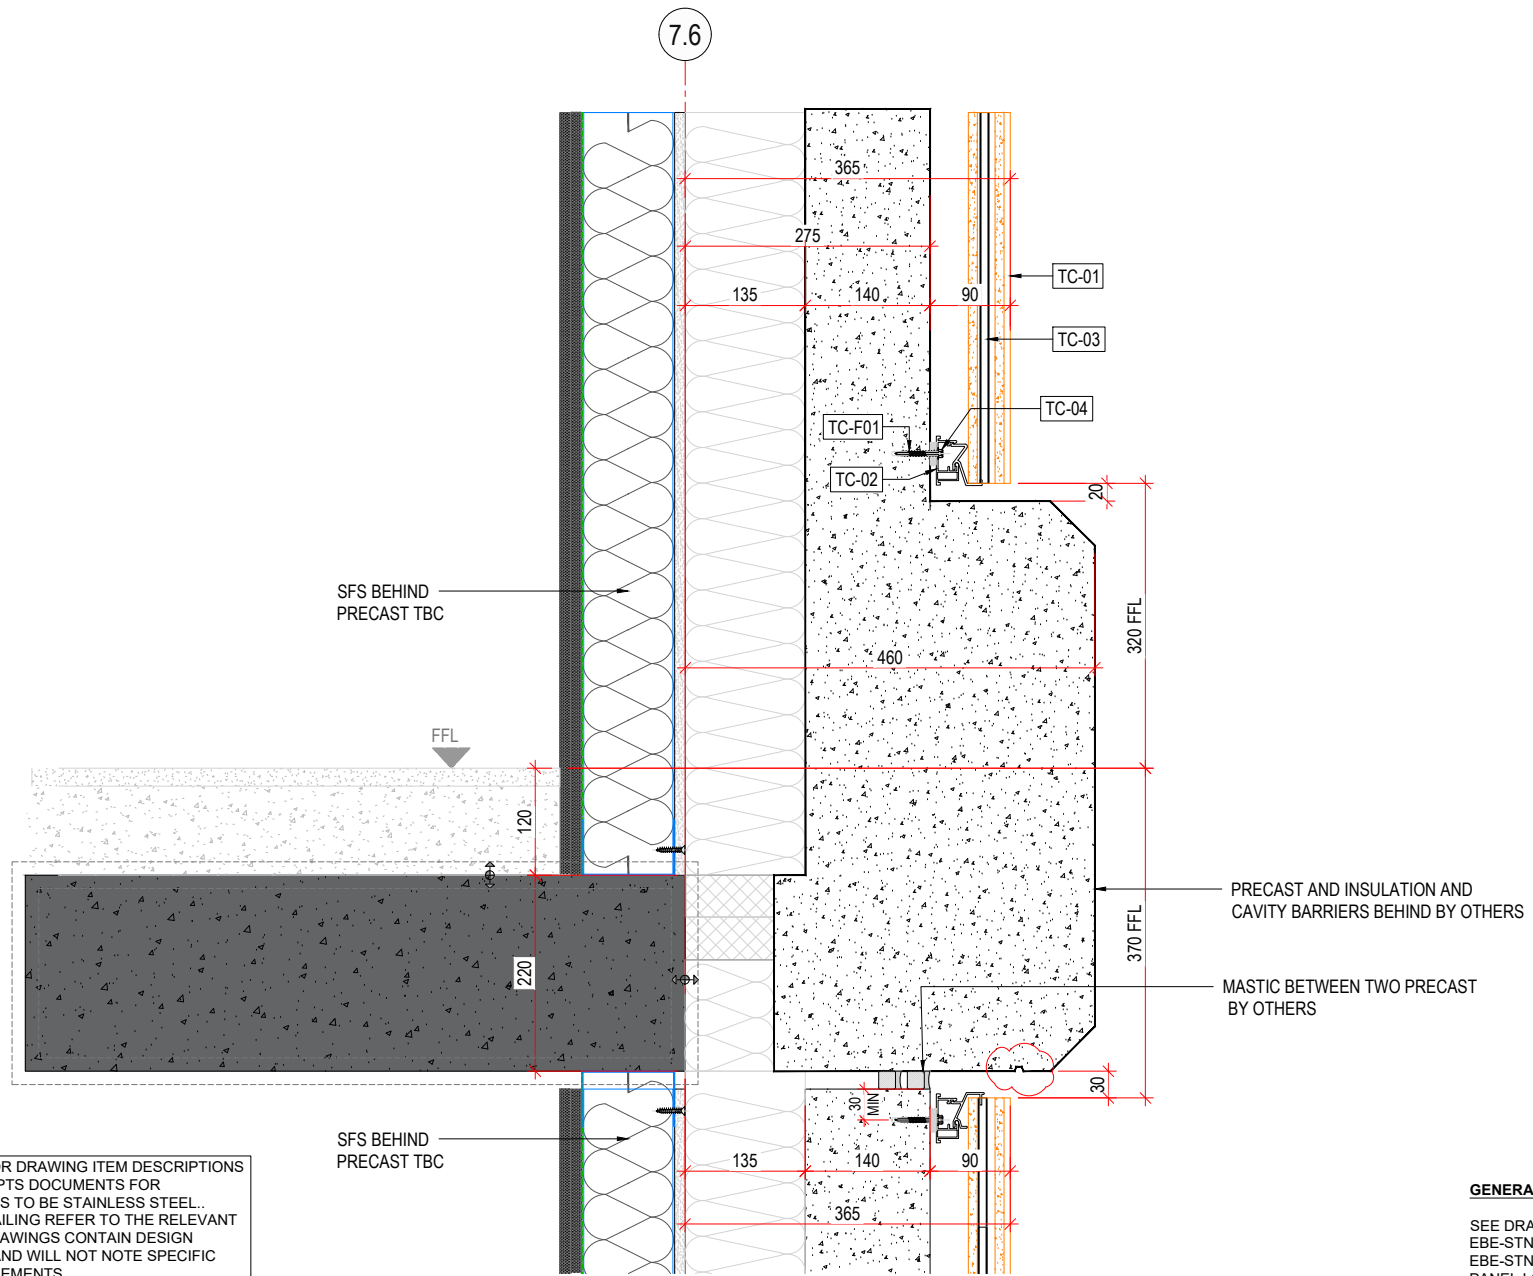 7.6
365
275
135
140
90
TC-01
TC-03
TC-04
TC-F01
TC-02
20
SFS BEHIND
PRECAST TBC
320 FFL
460
FFL
120
PRECAST AND INSULATION AND
CAVITY BARRIERS BEHIND BY OTHERS
370 FFL
220
MASTIC BETWEEN TWO PRECAST
BY OTHERS
30
30
MIN
SFS BEHIND
PRECAST TBC
135
140
90
365
R DRAWING ITEM DESCRIPTIONS
PTS DOCUMENTS FOR
S TO BE STAINLESS STEEL..
AILING REFER TO THE RELEVANT
AWINGS CONTAIN DESIGN
AND WILL NOT NOTE SPECIFIC
EMENTS
GENERA
SEE DRA
EBE-STN
EBE-STN